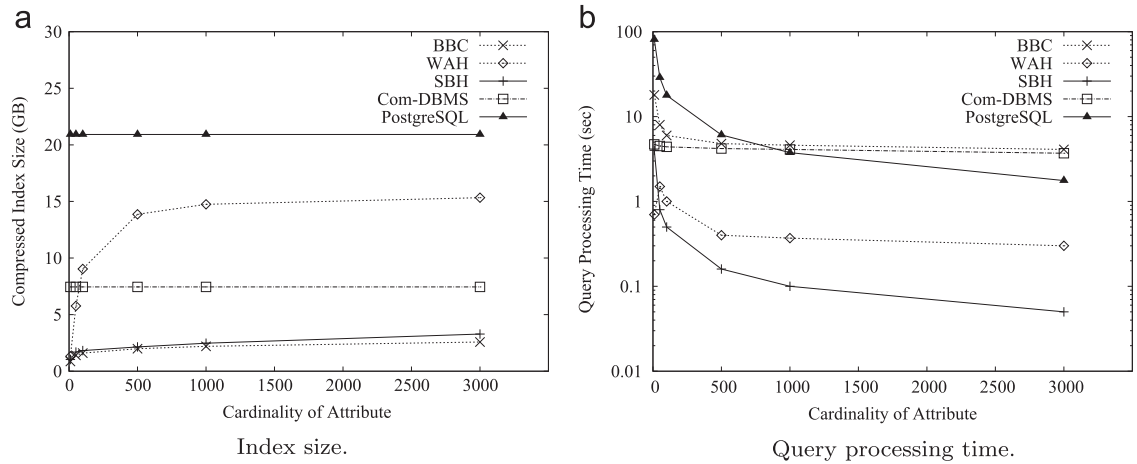 a
30
25
20
15
10
5
0
Compressed Index Size (GB)
BBC
WAH
SBH
Com-DBMS
PostgreSQL
0 500 1000 1500 2000 2500 3000
Cardinality of Attribute
Index size.
b
100
10
1
0.1
0.01
Query Processing Time (sec)
BBC
WAH
SBH
Com-DBMS
PostgreSQL
0 500 1000 1500 2000 2500 3000
Cardinality of Attribute
Query processing time.